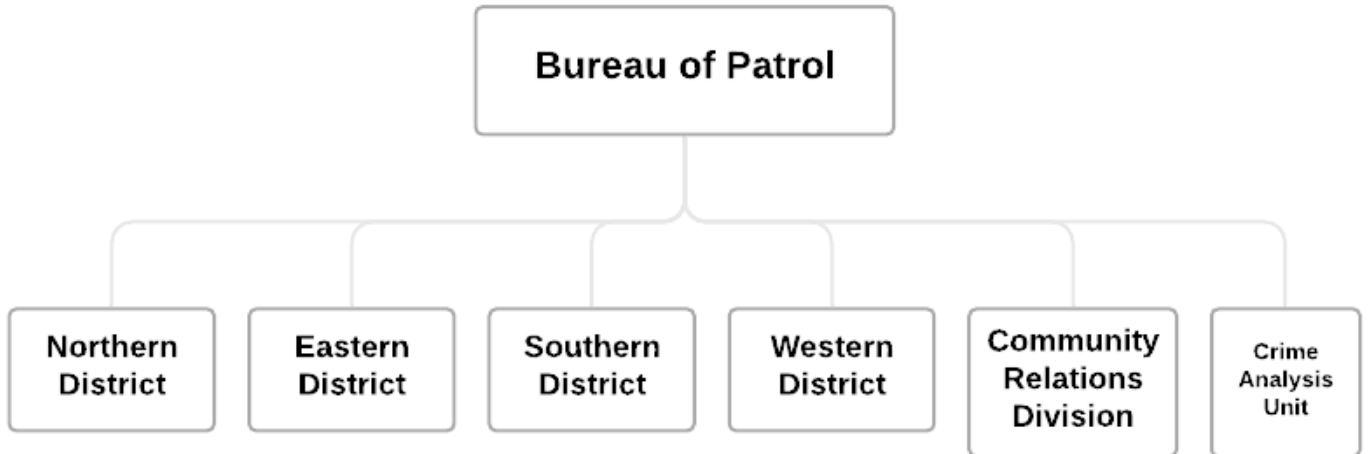 Bureau of Patrol
Northern
District
Eastern
District
Southern
District
Western
District
Community
Relations
Division
Crime
Analysis
Unit